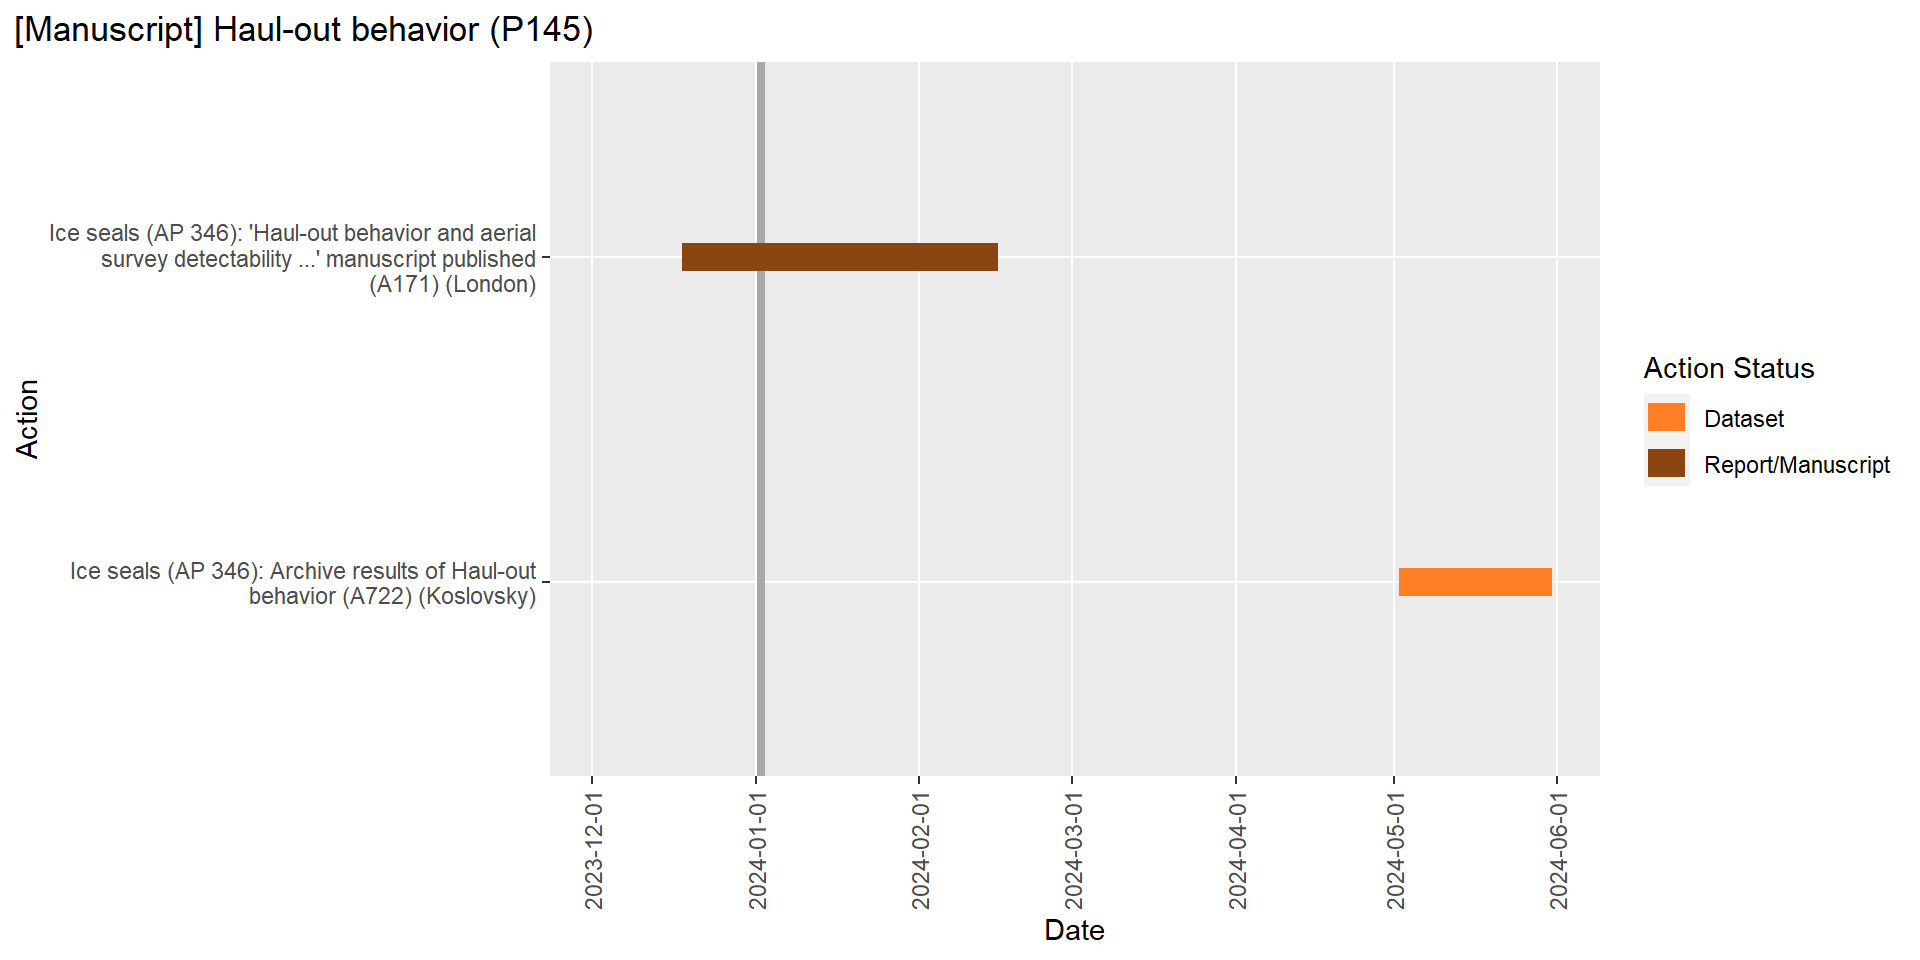 [Manuscript] Haul-out behavior (P145)
Ice seals (AP 346): 'Haul-out behavior and aerial
survey detectability ...' manuscript published
(A171) (London)
Action
Ice seals (AP 346): Archive results of Haul-out
behavior (A722) (Koslovsky)
Action Status
Dataset
Report/Manuscript
2023-12-01
2024-01-01
2024-02-01
2024-03-01
2024-04-01
2024-05-01
2024-06-01
Date